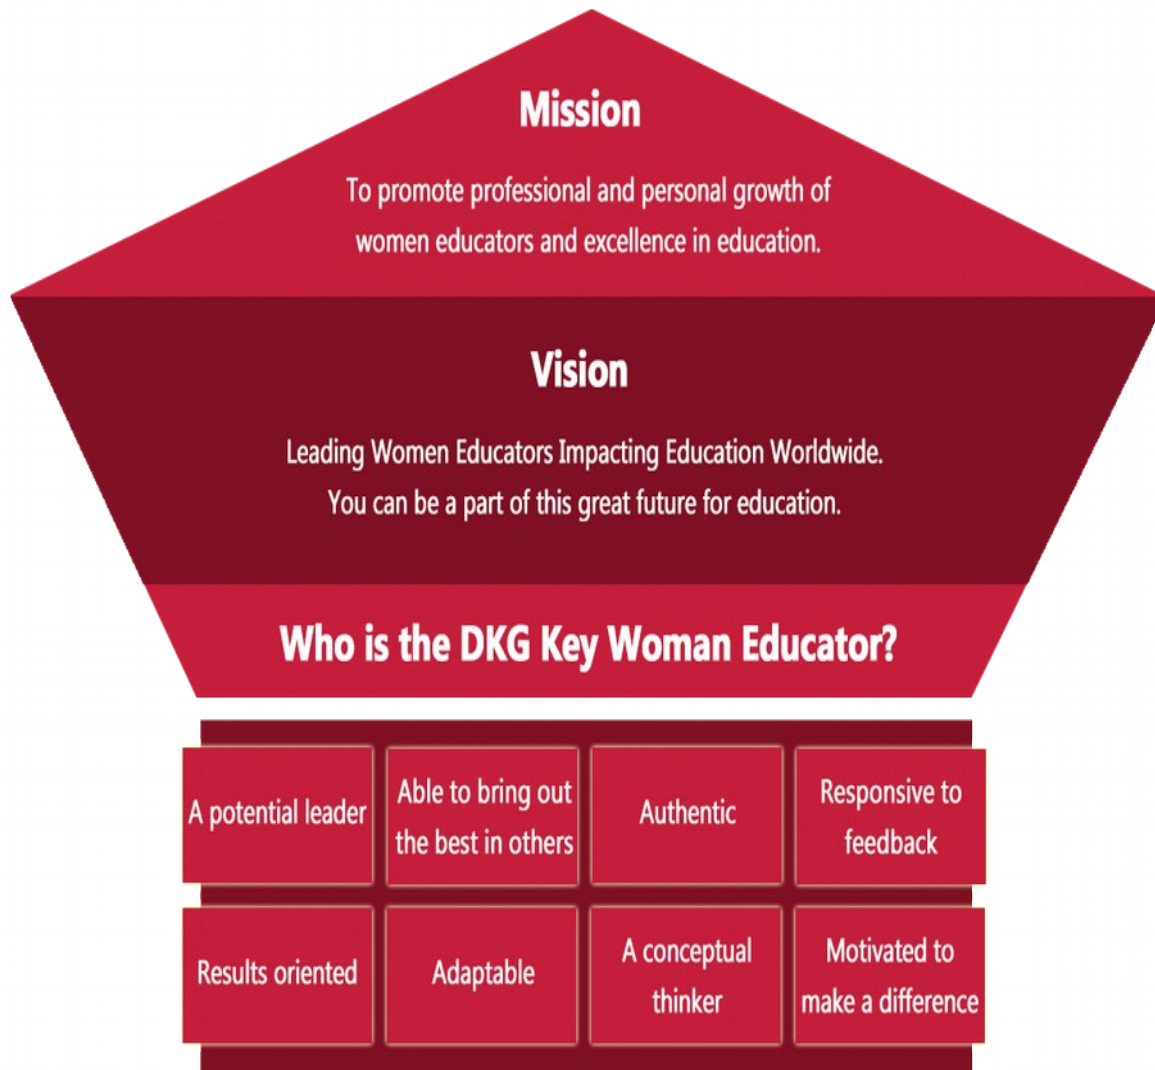 Mission
To promote professional and personal growth of
women educators and excellence in education.
Vision
Leading Women Educators Impacting Education Worldwide.
You can be a part of this great future for education.
Who is the DKG Key Woman Educator?
A potential leader
Able to bring out
the best in others
Authentic
Responsive to
feedback
Results oriented
Adaptable
A conceptual
thinker
Motivated to
make a difference